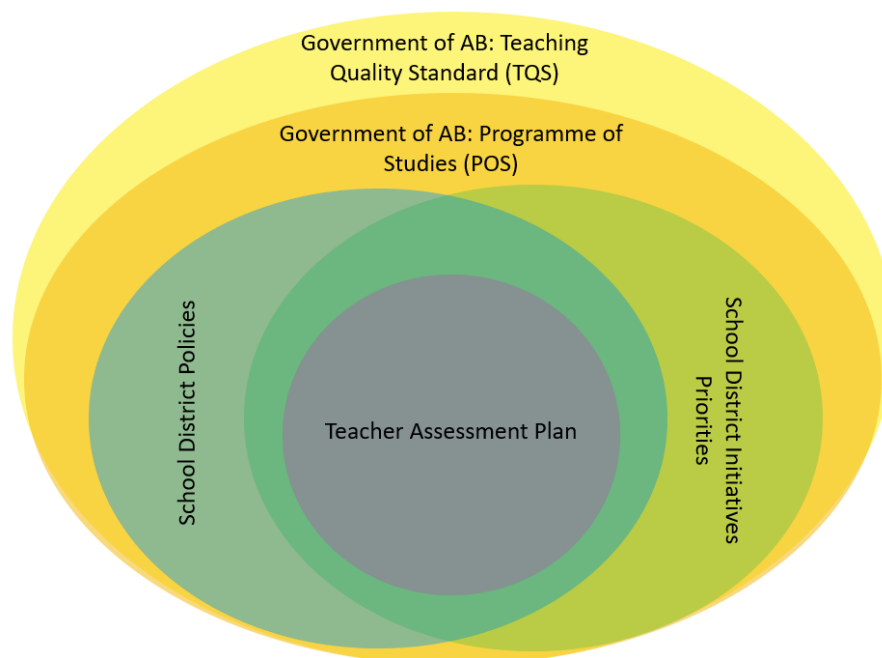 Government of AB: Teaching
Quality Standard (TQS)
Government of AB: Programme of
Studies (POS)
School District Policies
Teacher Assessment Plan
School District Initiatives
Priorities